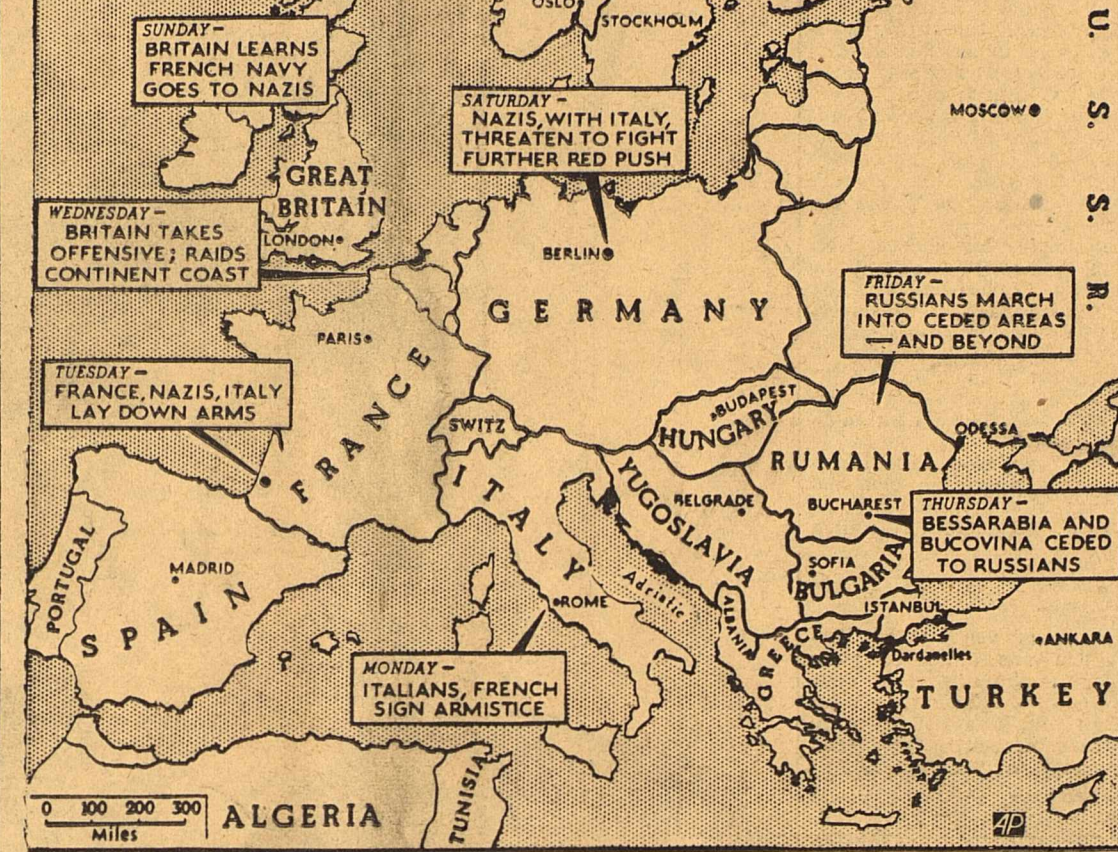 OSLO
STOCKHOLM
SUNDAY—
BRITAIN LEARNS
FRENCH NAVY
GOES TO NAZIS
U. S. S. R.
MOSCOW
SATURDAY—
NAZIS, WITH ITALY,
THREATEN TO FIGHT
FURTHER RED PUSH
GREAT
BRITAIN
LONDON
WEDNESDAY—
BRITAIN TAKES
OFFENSIVE; RAIDS
CONTINENT COAST
BERLIN
GERMANY
FRIDAY—
RUSSIANS MARCH
INTO CEDED AREAS
—AND BEYOND
PARIS
FRANCE
TUESDAY—
FRANCE, NAZIS, ITALY
LAY DOWN ARMS
SWITZ
BUDAPEST
HUNGARY
ODESSA
RUMANIA
ITALY
YUGOSLAVIA
BELGRADE
BUCHAREST
THURSDAY—
BESSARABIA AND
BUCOVINA CEDED
TO RUSSIANS
PORTUGAL
MADRID
SPAIN
Adriatic
SOFIA
BULGARIA
ROME
ALBANIA
ISTANBUL
GREECE
Dardanelles
ANKARA
TURKEY
MONDAY—
ITALIANS, FRENCH
SIGN ARMISTICE
0 100 200 300
Miles
ALGERIA
TUNISIA
AP